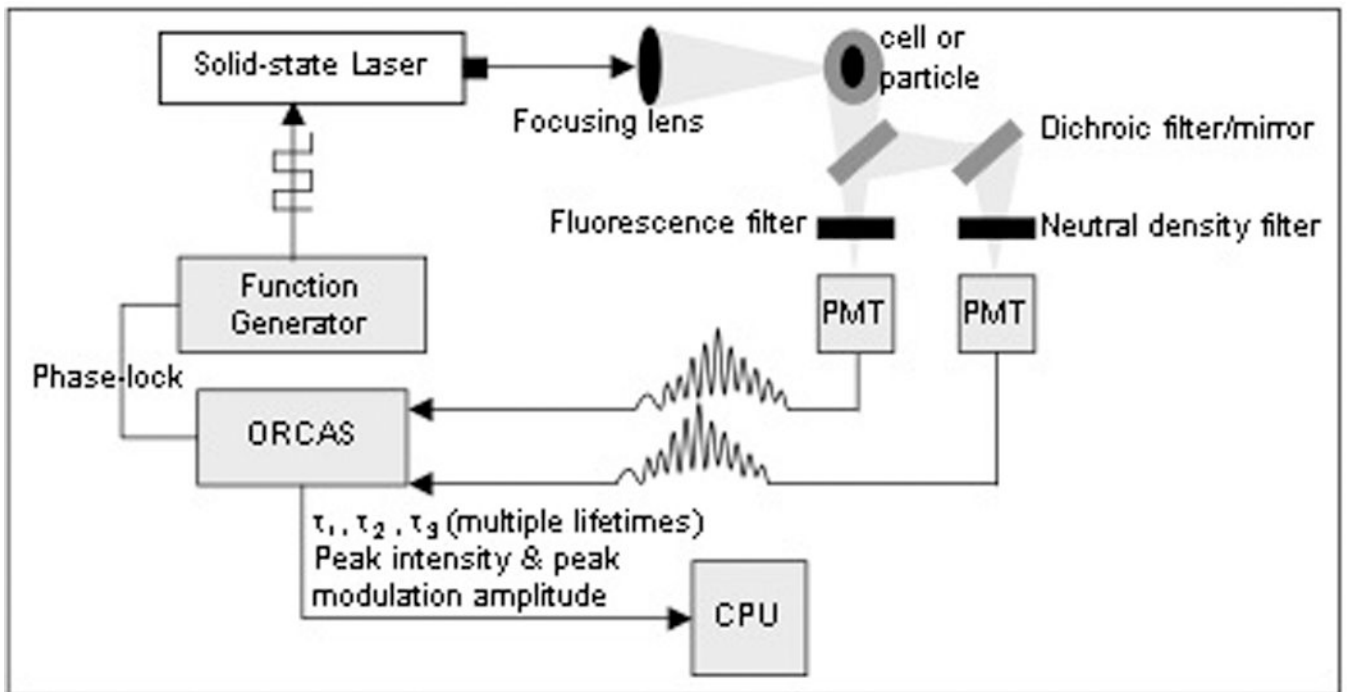 Solid-state Laser
cell or
particle
Focusing lens
Dichroic filter/mirror
Fluorescence filter
Neutral density filter
Function
Generator
PMT
PMT
Phase-lock
ORCAS
τ₁, τ₂, τ₃ (multiple lifetimes)
Peak intensity & peak
modulation amplitude
CPU